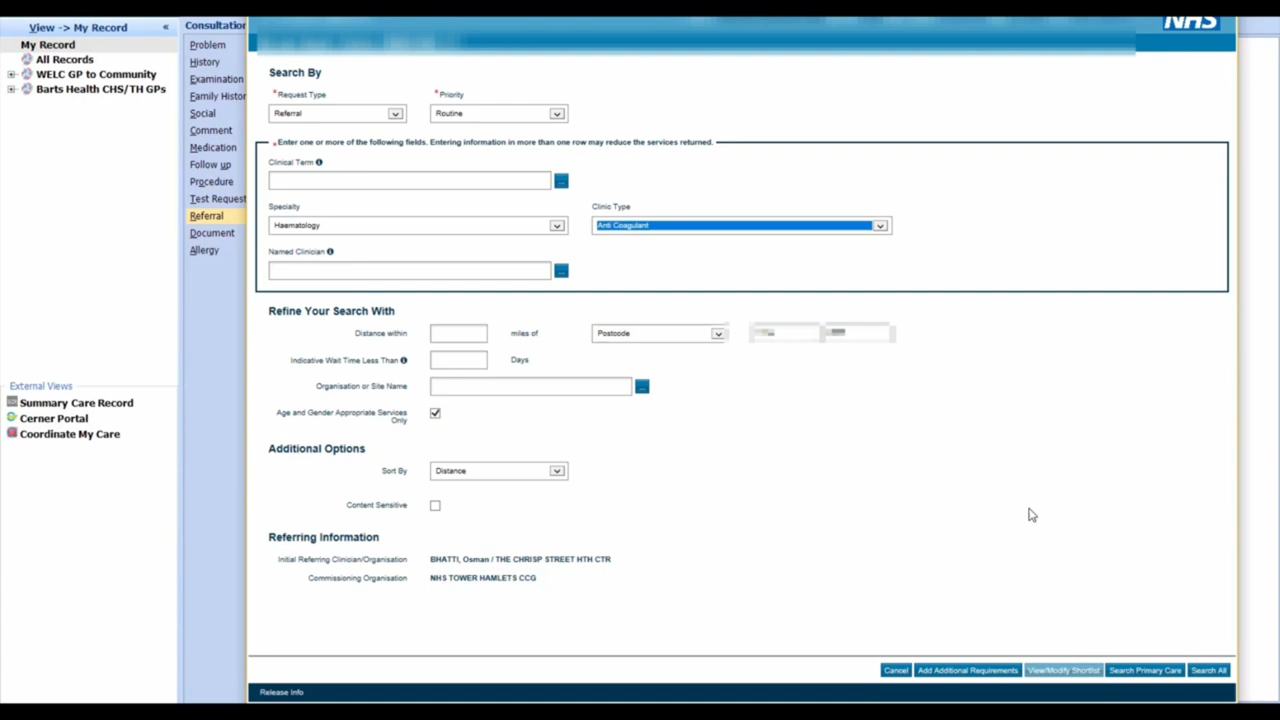 View -> My Record «
My Record
All Records
WELC GP to Community
Barts Health CHS/TH GPs
External Views
Summary Care Record
Cerner Portal
Coordinate My Care
Consultation
Problem
History
Examination
Family Histor
Social
Comment
Medication
Follow up
Procedure
Test Request
Referral
Document
Allergy
NHS
Search By
*Request Type *Priority
Referral Routine
*Enter one or more of the following fields. Entering information in more than one row may reduce the services returned.
Clinical Term
Specialty Clinic Type
Haematology Anti Coagulant
Named Clinician
Refine Your Search With
Distance within miles of Postcode
Indicative Wait Time Less Than Days
Organisation or Site Name
Age and Gender Appropriate Services
Only
Additional Options
Sort By Distance
Content Sensitive
Referring Information
Initial Referring Clinician/Organisation BHATTI, Osman / THE CHRISP STREET HTH CTR
Commissioning Organisation NHS TOWER HAMLETS CCG
Cancel Add Additional Requirements View/Modify Shortlist Search Primary Care Search All
Release Info